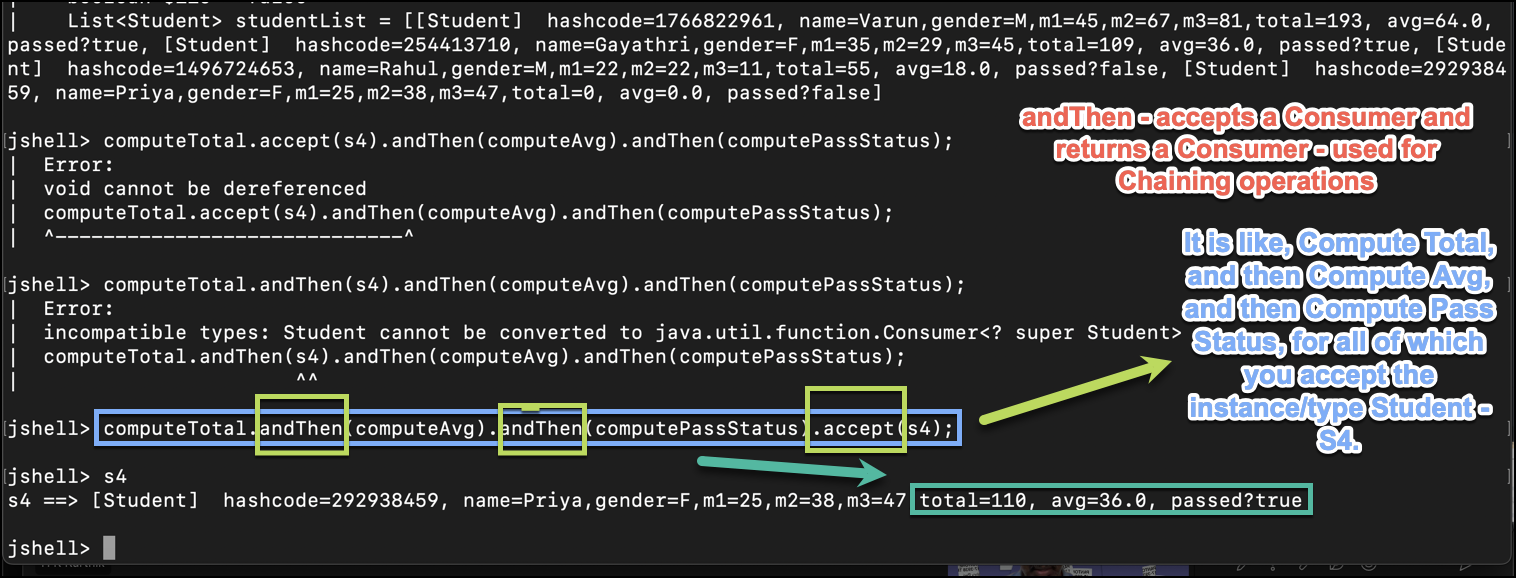 |    List<Student> studentList = [[Student]  hashcode=1766822961, name=Varun,gender=M,m1=45,m2=67,m3=81,total=193, avg=64.0,
passed?true, [Student]  hashcode=254413710, name=Gayathri,gender=F,m1=35,m2=29,m3=45,total=109, avg=36.0, passed?true, [Stude
nt]  hashcode=1496724653, name=Rahul,gender=M,m1=22,m2=22,m3=11,total=55, avg=18.0, passed?false, [Student]  hashcode=2929384
59, name=Priya,gender=F,m1=25,m2=38,m3=47,total=0, avg=0.0, passed?false]
andThen - accepts a Consumer and
returns a Consumer - used for
Chaining operations
jshell> computeTotal.accept(s4).andThen(computeAvg).andThen(computePassStatus);
|  Error:
|  void cannot be dereferenced
|  computeTotal.accept(s4).andThen(computeAvg).andThen(computePassStatus);
|  ^-----------------------------^
It is like, Compute Total,
and then Compute Avg,
and then Compute Pass
Status, for all of which
you accept the
instance/type Student -
S4.
jshell> computeTotal.andThen(s4).andThen(computeAvg).andThen(computePassStatus);
|  Error:
|  incompatible types: Student cannot be converted to java.util.function.Consumer<? super Student>
|  computeTotal.andThen(s4).andThen(computeAvg).andThen(computePassStatus);
|                       ^^
jshell> computeTotal.andThen(computeAvg).andThen(computePassStatus).accept(s4);
jshell> s4
s4 ==> [Student]  hashcode=292938459, name=Priya,gender=F,m1=25,m2=38,m3=47 total=110, avg=36.0, passed?true
jshell>